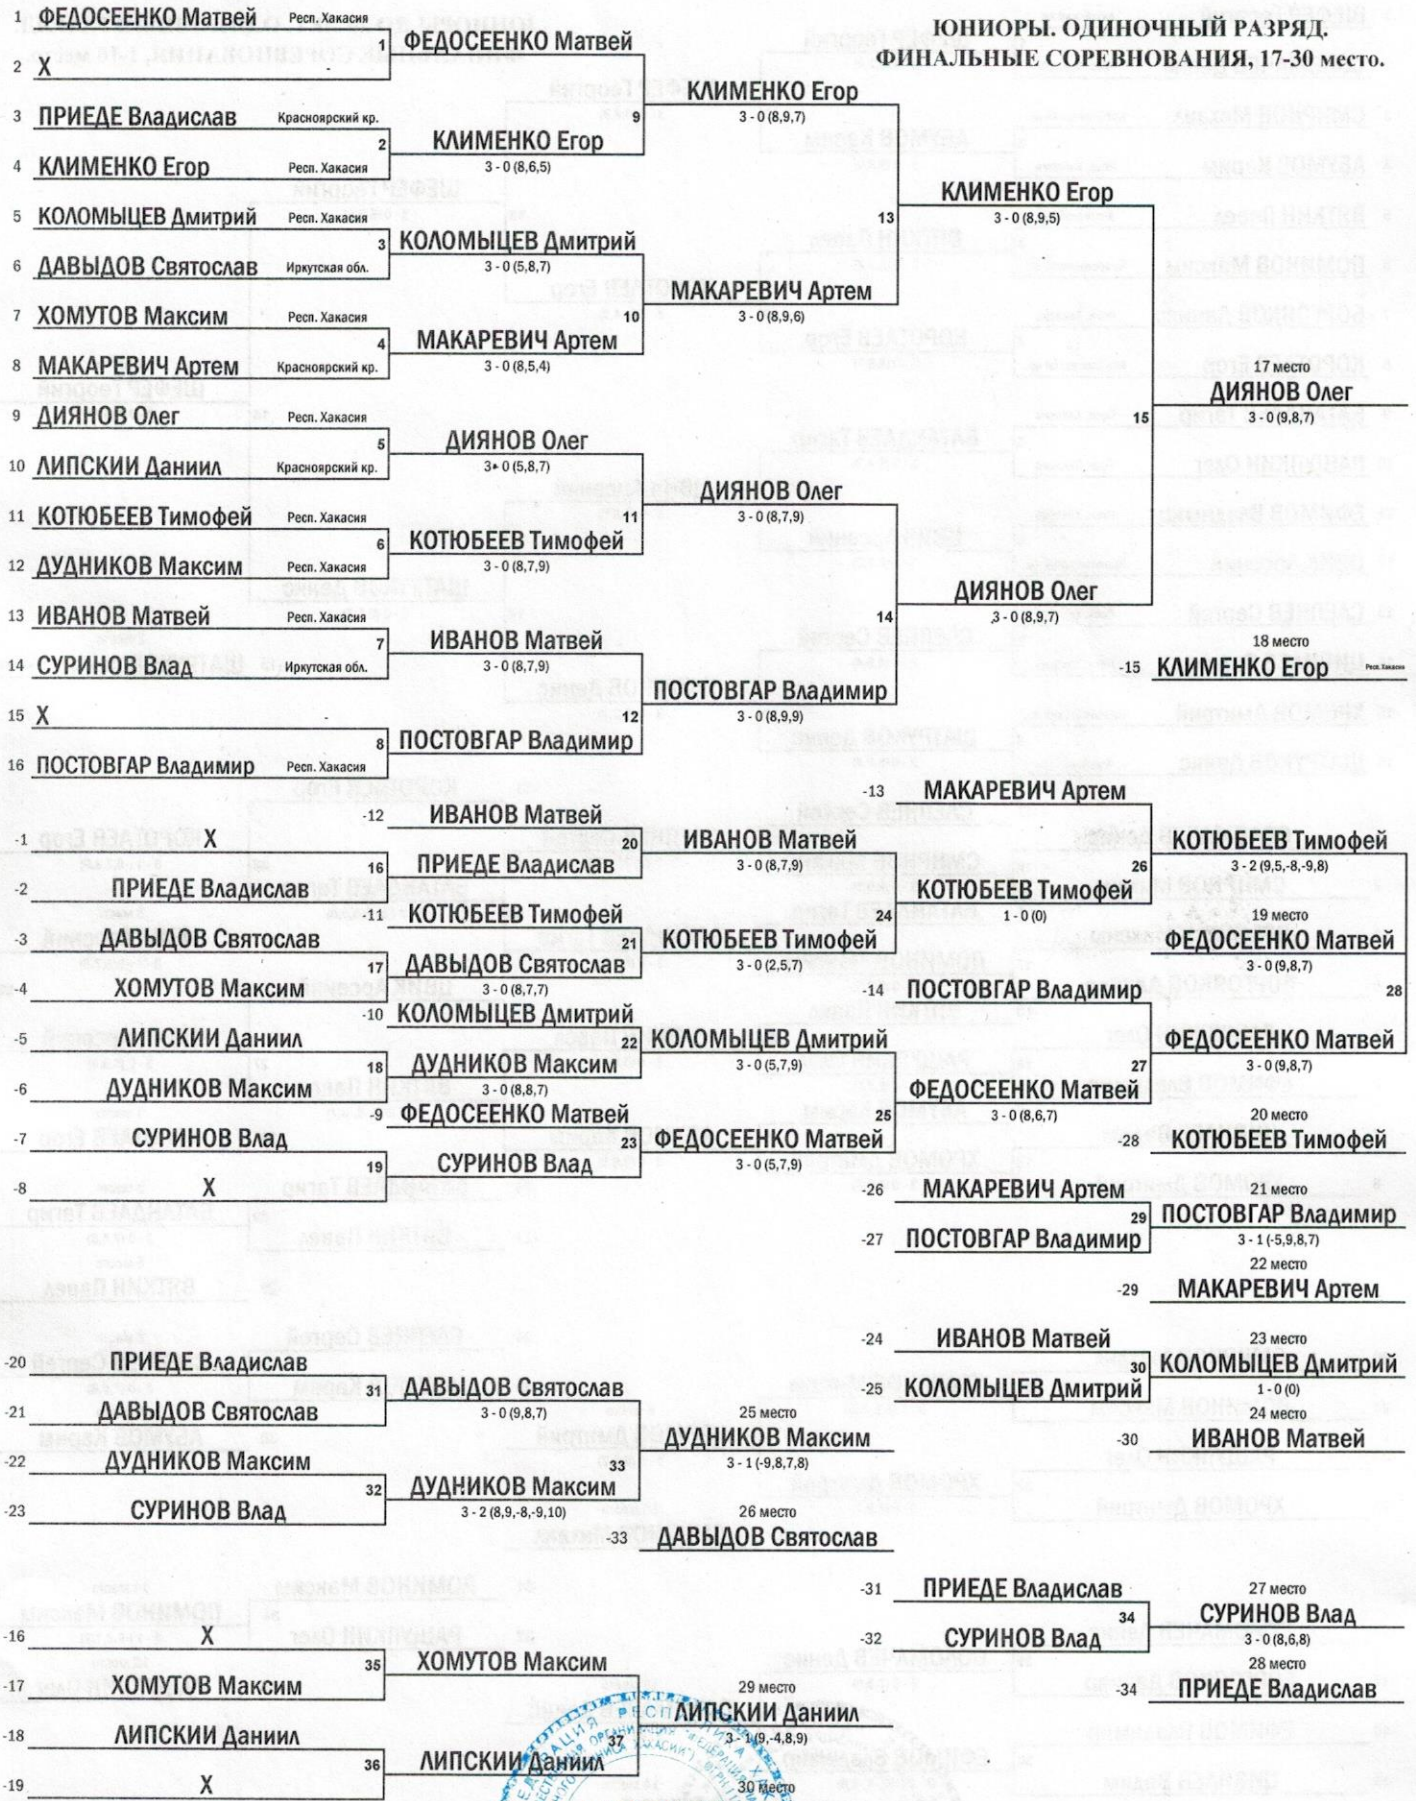 ЮНИОРЫ. ОДИНОЧНЫЙ РАЗРЯД.
ФИНАЛЬНЫЕ СОРЕВНОВАНИЯ, 17-30 место.
1 ФЕДОСЕЕНКО Матвей Респ. Хакасия
1 ФЕДОСЕЕНКО Матвей
2 X
3 ПРИЕДЕ Владислав Красноярский кр.
2 КЛИМЕНКО Егор
3 - 0 (8,6,5)
4 КЛИМЕНКО Егор Респ. Хакасия
9 КЛИМЕНКО Егор
3 - 0 (8,9,7)
5 КОЛОМЫЦЕВ Дмитрий Респ. Хакасия
3 КОЛОМЫЦЕВ Дмитрий
3 - 0 (5,8,7)
6 ДАВЫДОВ Святослав Иркутская обл.
7 ХОМУТОВ Максим Респ. Хакасия
4 МАКАРЕВИЧ Артем
3 - 0 (8,5,4)
8 МАКАРЕВИЧ Артем Красноярский кр.
10 МАКАРЕВИЧ Артем
3 - 0 (8,9,6)
13 КЛИМЕНКО Егор
3 - 0 (8,9,5)
9 ДИЯНОВ Олег Респ. Хакасия
5 ДИЯНОВ Олег
3 - 0 (5,8,7)
10 ЛИПСКИИ Даниил Красноярский кр.
11 КОТЮБЕЕВ Тимофей Респ. Хакасия
6 КОТЮБЕЕВ Тимофей
3 - 0 (8,7,9)
12 ДУДНИКОВ Максим Респ. Хакасия
11 ДИЯНОВ Олег
3 - 0 (8,7,9)
13 ИВАНОВ Матвей Респ. Хакасия
7 ИВАНОВ Матвей
3 - 0 (8,7,9)
14 СУРИНОВ Влад Иркутская обл.
15 X
8 ПОСТОВГАР Владимир
16 ПОСТОВГАР Владимир Респ. Хакасия
12 ПОСТОВГАР Владимир
3 - 0 (8,9,9)
14 ДИЯНОВ Олег
3 - 0 (8,9,7)
17 место
15 ДИЯНОВ Олег
3 - 0 (9,8,7)
18 место
-15 КЛИМЕНКО Егор Респ. Хакасия
-1 X
16 ПРИЕДЕ Владислав
-2 ПРИЕДЕ Владислав
-3 ДАВЫДОВ Святослав
17 ДАВЫДОВ Святослав
3 - 0 (8,7,7)
-4 ХОМУТОВ Максим
-5 ЛИПСКИИ Даниил
18 ДУДНИКОВ Максим
3 - 0 (8,8,7)
-6 ДУДНИКОВ Максим
-7 СУРИНОВ Влад
19 СУРИНОВ Влад
-8 X
-12 ИВАНОВ Матвей
20 ИВАНОВ Матвей
3 - 0 (8,7,9)
-11 КОТЮБЕЕВ Тимофей
21 КОТЮБЕЕВ Тимофей
3 - 0 (2,5,7)
-10 КОЛОМЫЦЕВ Дмитрий
22 КОЛОМЫЦЕВ Дмитрий
3 - 0 (5,7,9)
-9 ФЕДОСЕЕНКО Матвей
23 ФЕДОСЕЕНКО Матвей
3 - 0 (5,7,9)
-13 МАКАРЕВИЧ Артем
24 КОТЮБЕЕВ Тимофей
1 - 0 (0)
-14 ПОСТОВГАР Владимир
25 ФЕДОСЕЕНКО Матвей
3 - 0 (8,6,7)
26 КОТЮБЕЕВ Тимофей
3 - 2 (9,5,-8,-9,8)
27 ФЕДОСЕЕНКО Матвей
3 - 0 (9,8,7)
19 место
ФЕДОСЕЕНКО Матвей
3 - 0 (9,8,7)
28
20 место
-28 КОТЮБЕЕВ Тимофей
-26 МАКАРЕВИЧ Артем
21 место
29 ПОСТОВГАР Владимир
3 - 1 (-5,9,8,7)
-27 ПОСТОВГАР Владимир
22 место
-29 МАКАРЕВИЧ Артем
-24 ИВАНОВ Матвей
23 место
30 КОЛОМЫЦЕВ Дмитрий
1 - 0 (0)
-25 КОЛОМЫЦЕВ Дмитрий
24 место
-30 ИВАНОВ Матвей
-20 ПРИЕДЕ Владислав
31 ДАВЫДОВ Святослав
3 - 0 (9,8,7)
-21 ДАВЫДОВ Святослав
-22 ДУДНИКОВ Максим
32 ДУДНИКОВ Максим
3 - 2 (8,9,-8,-9,10)
-23 СУРИНОВ Влад
25 место
33 ДУДНИКОВ Максим
3 - 1 (-9,8,7,8)
26 место
-33 ДАВЫДОВ Святослав
-31 ПРИЕДЕ Владислав
27 место
34 СУРИНОВ Влад
3 - 0 (8,6,8)
-32 СУРИНОВ Влад
28 место
-34 ПРИЕДЕ Владислав
-16 X
35 ХОМУТОВ Максим
-17 ХОМУТОВ Максим
-18 ЛИПСКИИ Даниил
36 ЛИПСКИИ Даниил
-19 X
29 место
37 ЛИПСКИИ Даниил
3 - 1 (9,-4,8,9)
30 место